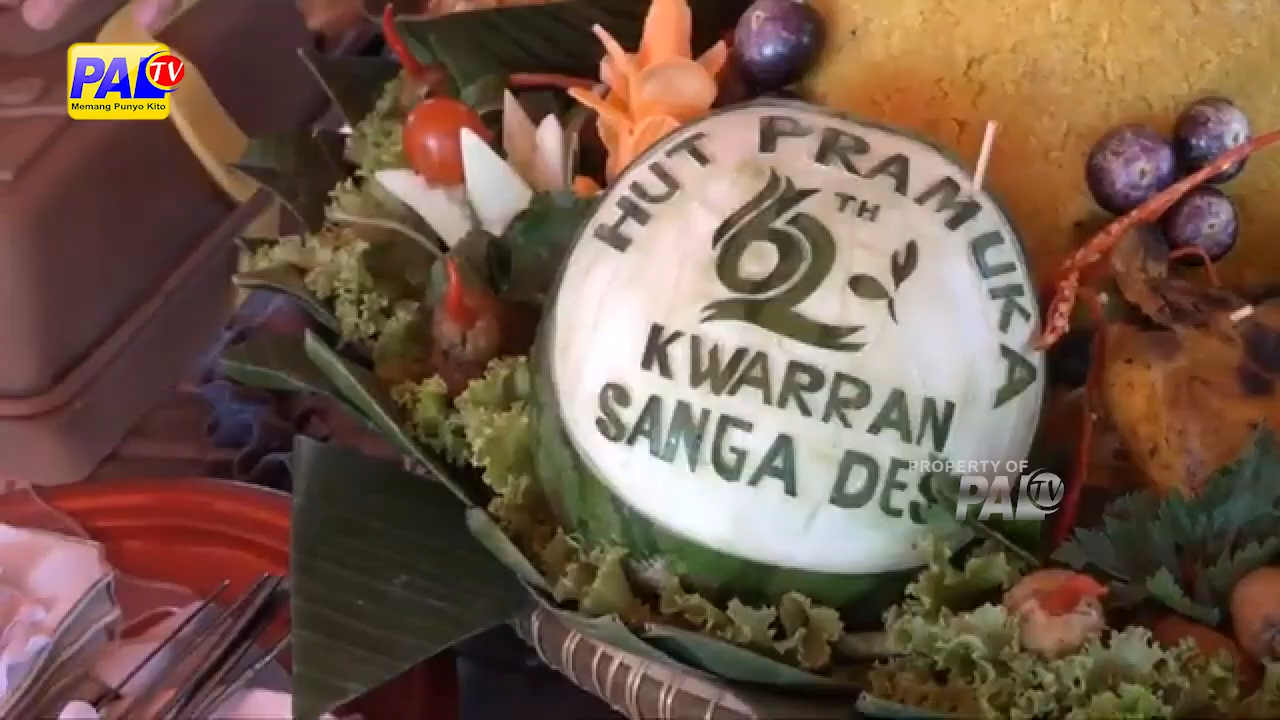 PAL TV
Memang Punyo Kito
HUT PRAMUKA
62 TH
KWARRAN
SANGA DES
PROPERTY OF
PAL TV